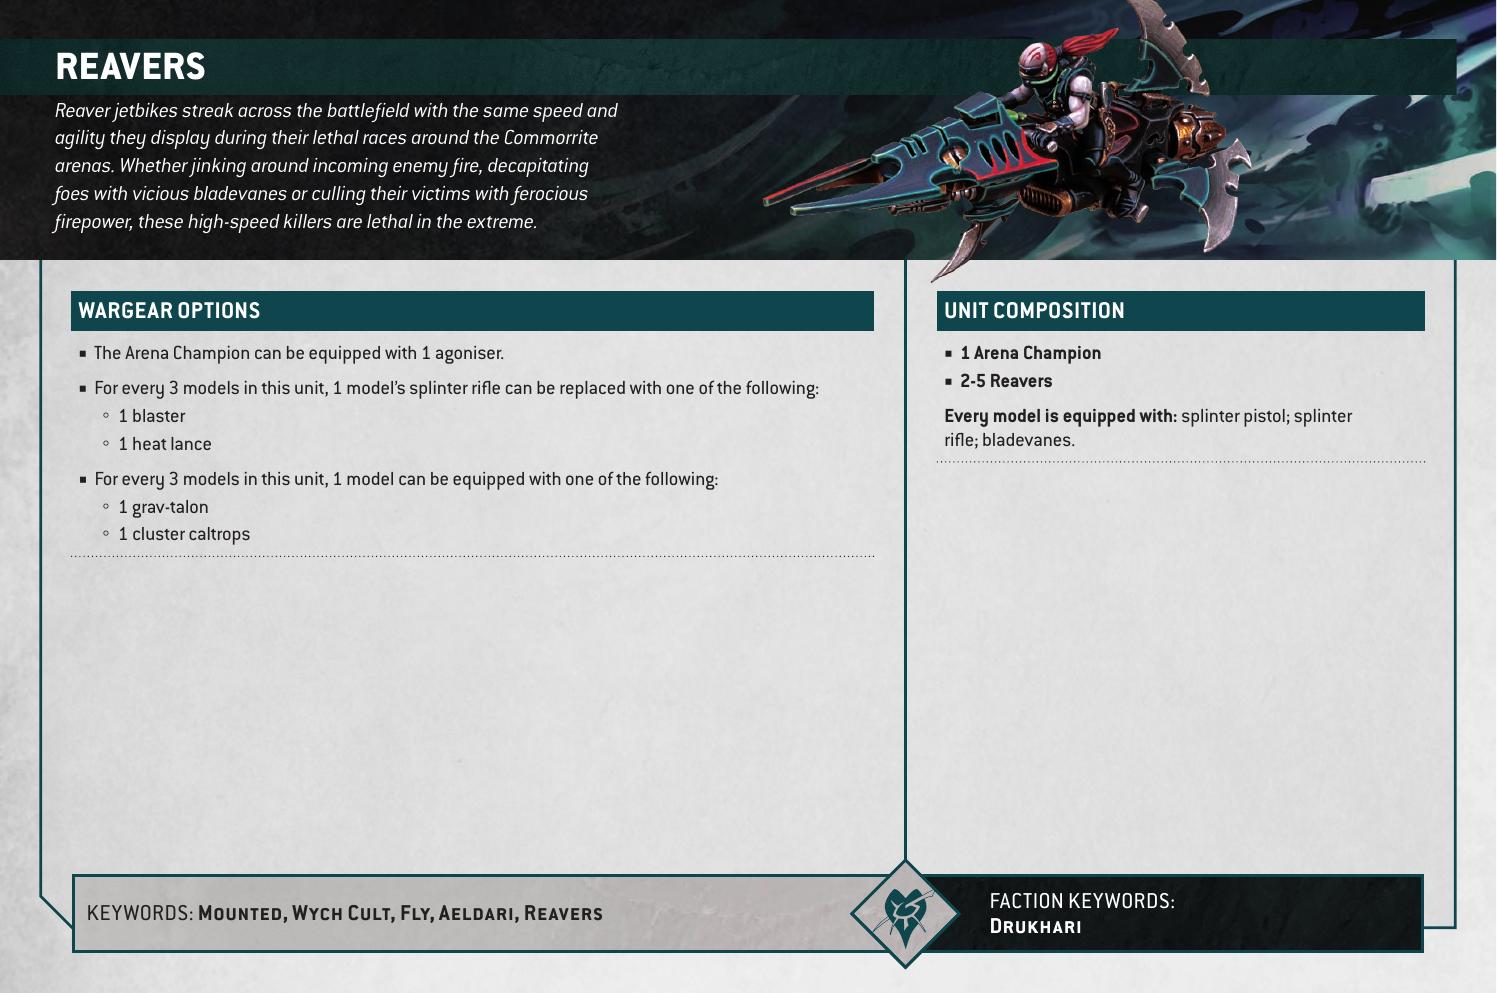 REAVERS
Reaver jetbikes streak across the battlefield with the same speed and
agility they display during their lethal races around the Commorrite
arenas. Whether jinking around incoming enemy fire, decapitating
foes with vicious bladevanes or culling their victims with ferocious
firepower, these high-speed killers are lethal in the extreme.
WARGEAR OPTIONS
■ The Arena Champion can be equipped with 1 agoniser.
■ For every 3 models in this unit, 1 model’s splinter rifle can be replaced with one of the following:
◦ 1 blaster
◦ 1 heat lance
■ For every 3 models in this unit, 1 model can be equipped with one of the following:
◦ 1 grav-talon
◦ 1 cluster caltrops
UNIT COMPOSITION
■ 1 Arena Champion
■ 2-5 Reavers
Every model is equipped with: splinter pistol; splinter
rifle; bladevanes.
KEYWORDS: Mounted, Wych Cult, Fly, Aeldari, Reavers
FACTION KEYWORDS:
Drukhari